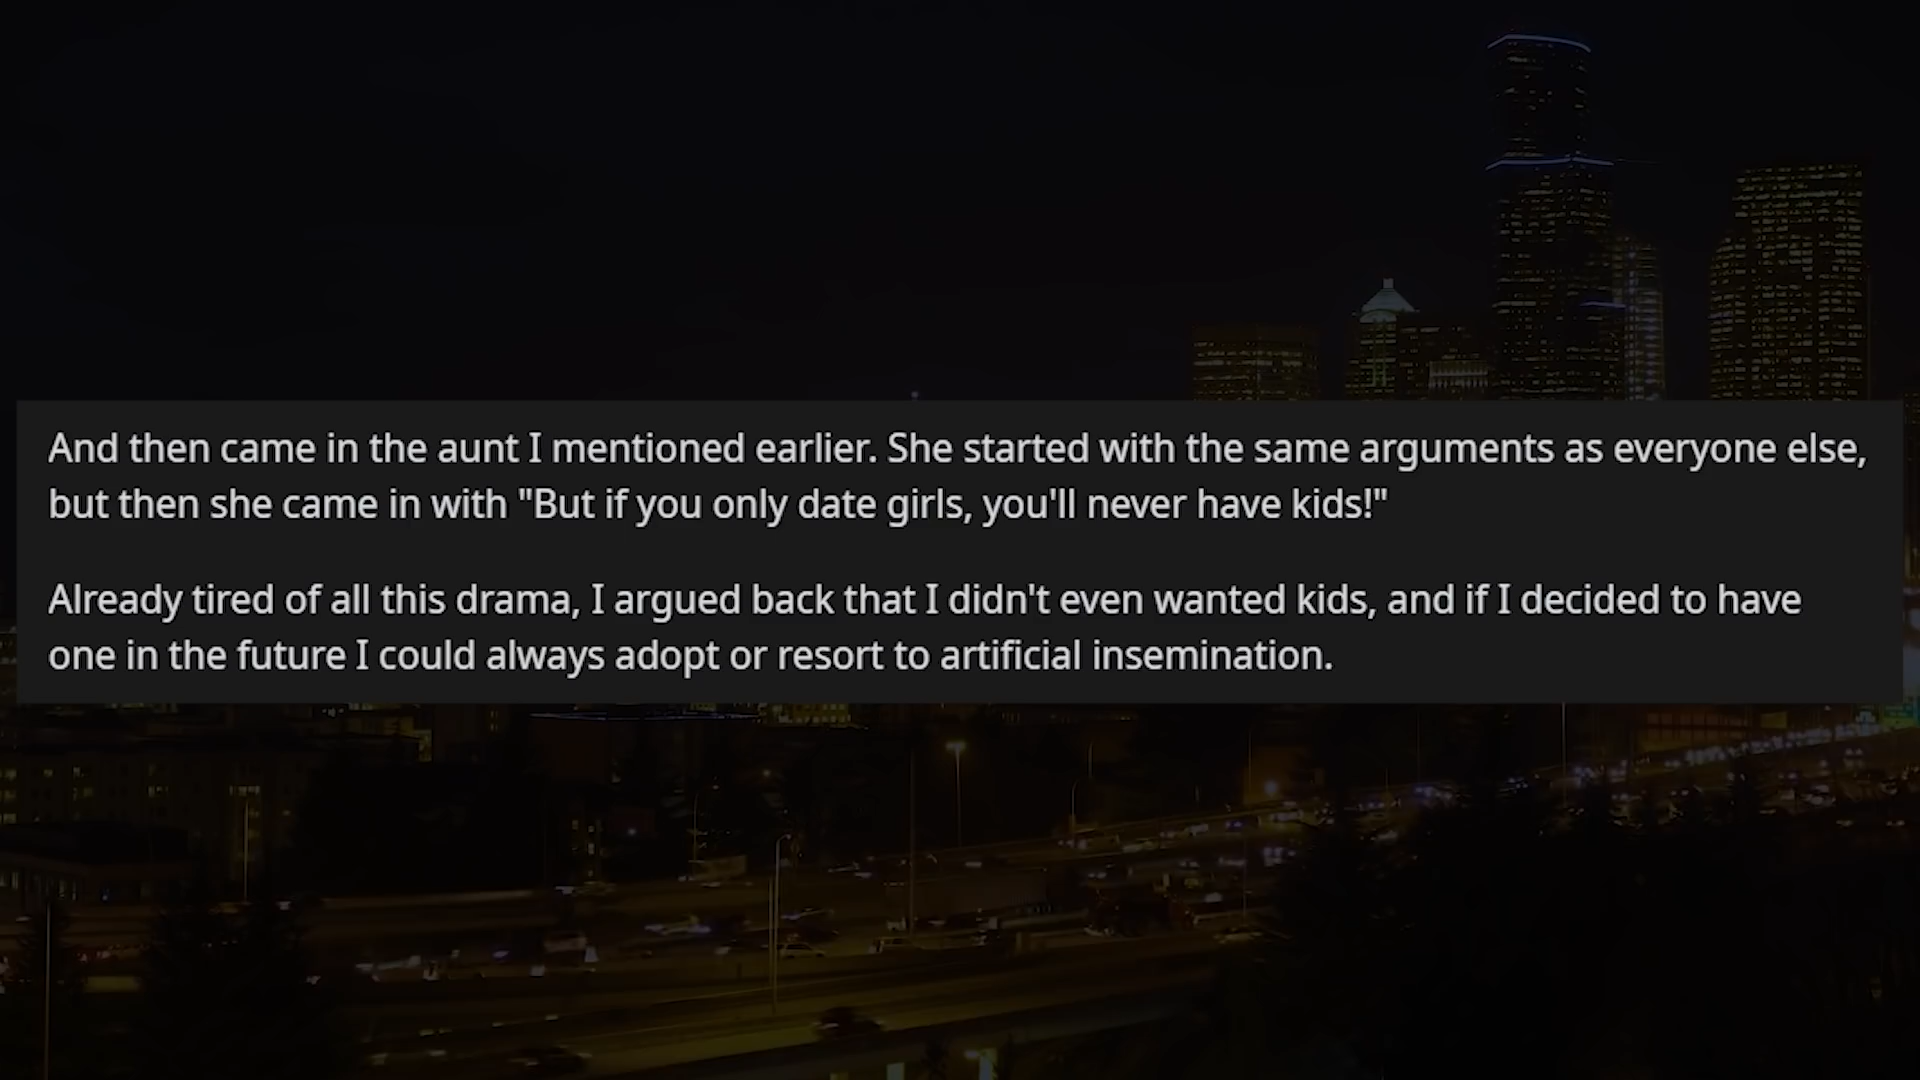 And then came in the aunt I mentioned earlier. She started with the same arguments as everyone else,
but then she came in with "But if you only date girls, you'll never have kids!"
Already tired of all this drama, I argued back that I didn't even wanted kids, and if I decided to have
one in the future I could always adopt or resort to artificial insemination.